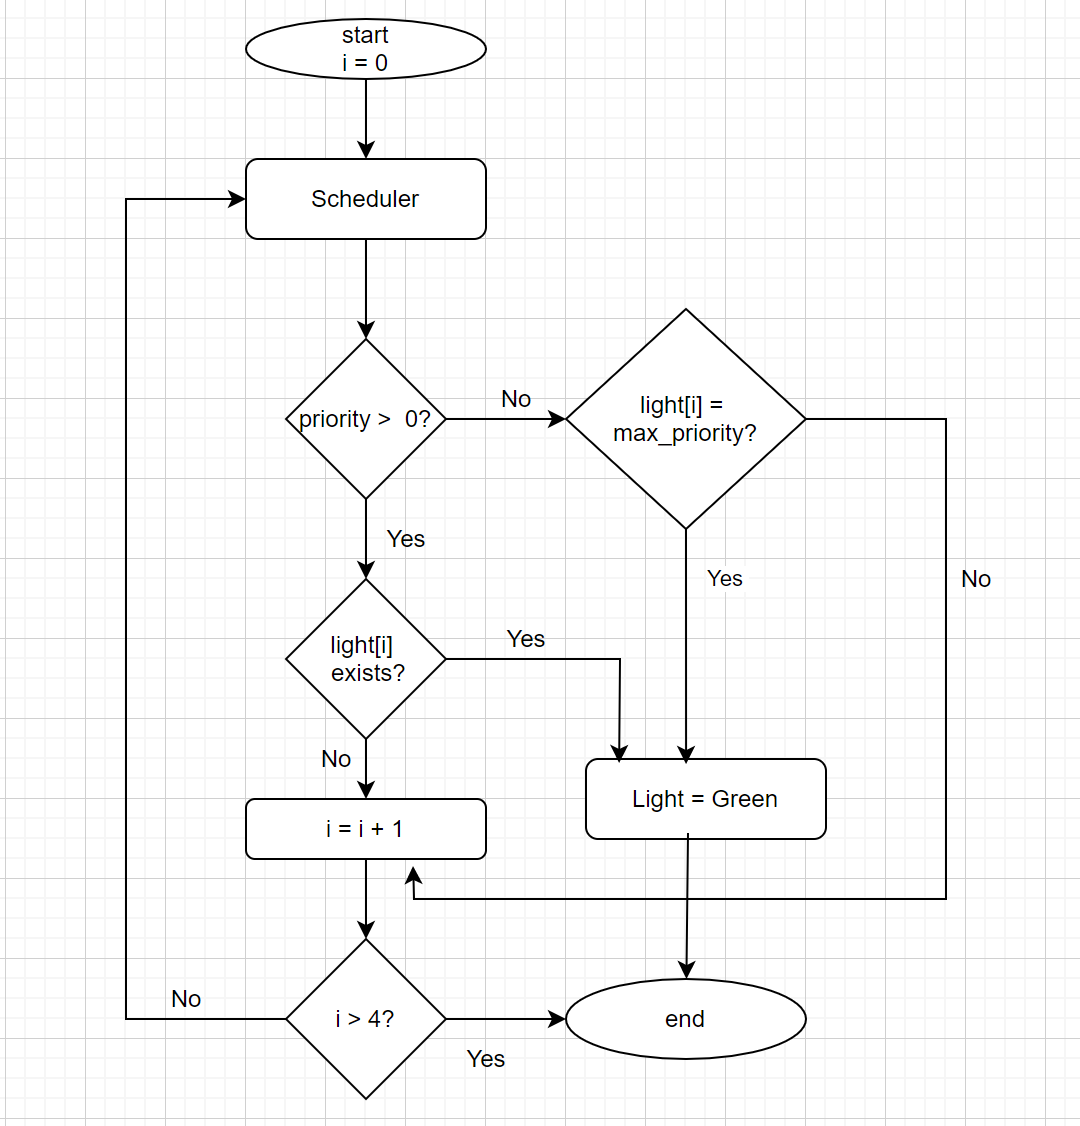 start
i = 0
Scheduler
priority >  0?
No
light[i] =
max_priority?
Yes
Yes
No
light[i]
exists?
Yes
No
Light = Green
i = i + 1
No
i > 4?
Yes
end